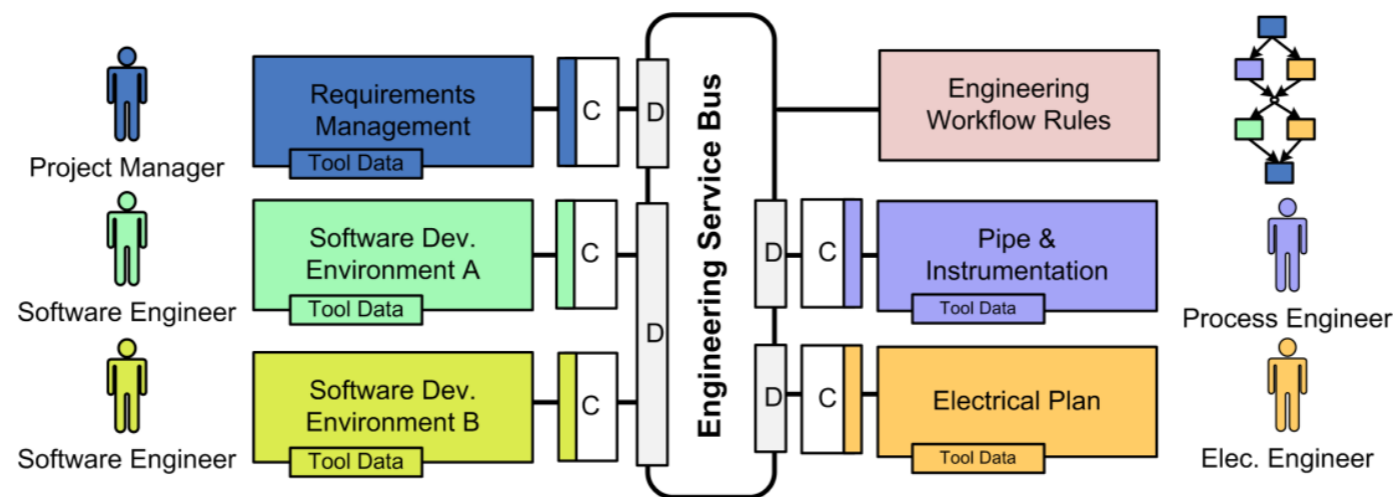 Project Manager
Requirements
Management
Tool Data
C
D
Software Engineer
Software Dev.
Environment A
Tool Data
C
D
Software Engineer
Software Dev.
Environment B
Tool Data
C
Engineering Service Bus
Engineering
Workflow Rules
D
C
Pipe &
Instrumentation
Tool Data
Process Engineer
D
C
Electrical Plan
Tool Data
Elec. Engineer